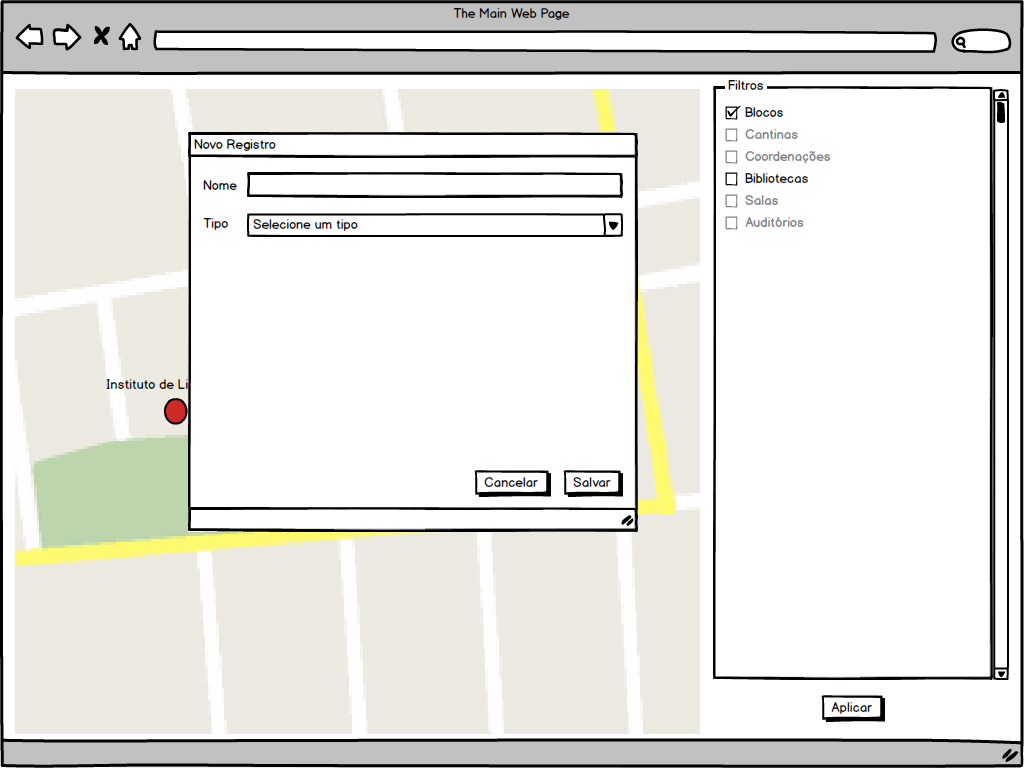 The Main Web Page
Filtros
Blocos
Cantinas
Coordenações
Bibliotecas
Salas
Auditórios
Novo Registro
Nome
Tipo Selecione um tipo
Instituto de Li
Cancelar Salvar
Aplicar